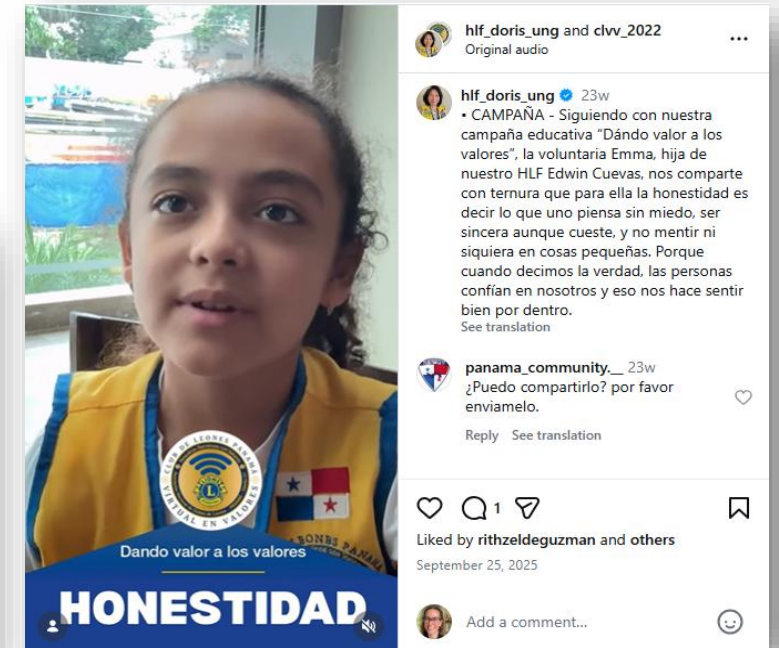 hlf_doris_ung and clvv_2022
Original audio
hlf_doris_ung 23w
• CAMPAÑA - Siguiendo con nuestra
campaña educativa “Dándo valor a los
valores”, la voluntaria Emma, hija de
nuestro HLF Edwin Cuevas, nos comparte
con ternura que para ella la honestidad es
decir lo que uno piensa sin miedo, ser
sincera aunque cueste, y no mentir ni
siquiera en cosas pequeñas. Porque
cuando decimos la verdad, las personas
confían en nosotros y eso nos hace sentir
bien por dentro.
See translation
panama_community.__ 23w
¿Puedo compartirlo? por favor
enviamelo.
Reply See translation
1
Liked by rithzeldeguzman and others
September 25, 2025
Add a comment...
CLUB DE LEONES PANAMÁ
VIRTUAL EN VALORES
L
Dando valor a los valores
HONESTIDAD